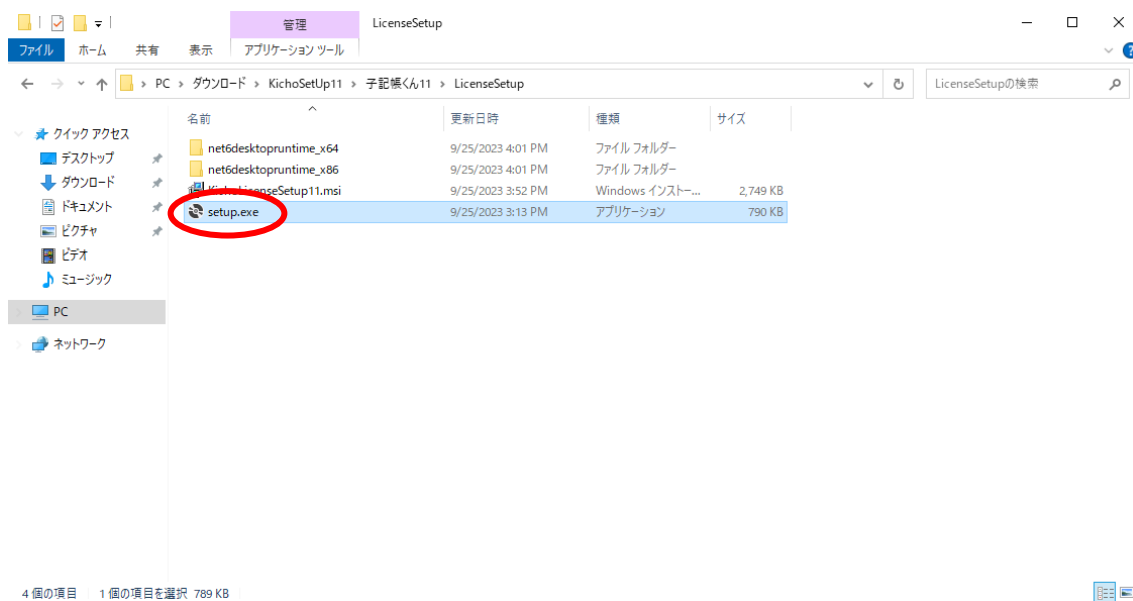 管理 LicenseSetup
ファイル ホーム 共有 表示 アプリケーション ツール
PC › ダウンロード › KichoSetUp11 › 子記帳くん11 › LicenseSetup LicenseSetupの検索
名前 更新日時 種類 サイズ
クイック アクセス
デスクトップ
ダウンロード
ドキュメント
ピクチャ
ビデオ
ミュージック
PC
ネットワーク
net6desktopruntime_x64 9/25/2023 4:01 PM ファイル フォルダー
net6desktopruntime_x86 9/25/2023 4:01 PM ファイル フォルダー
KichoLicenseSetup11.msi 9/25/2023 3:52 PM Windows インストー... 2,749 KB
setup.exe 9/25/2023 3:13 PM アプリケーション 790 KB
4 個の項目 1 個の項目を選択 789 KB